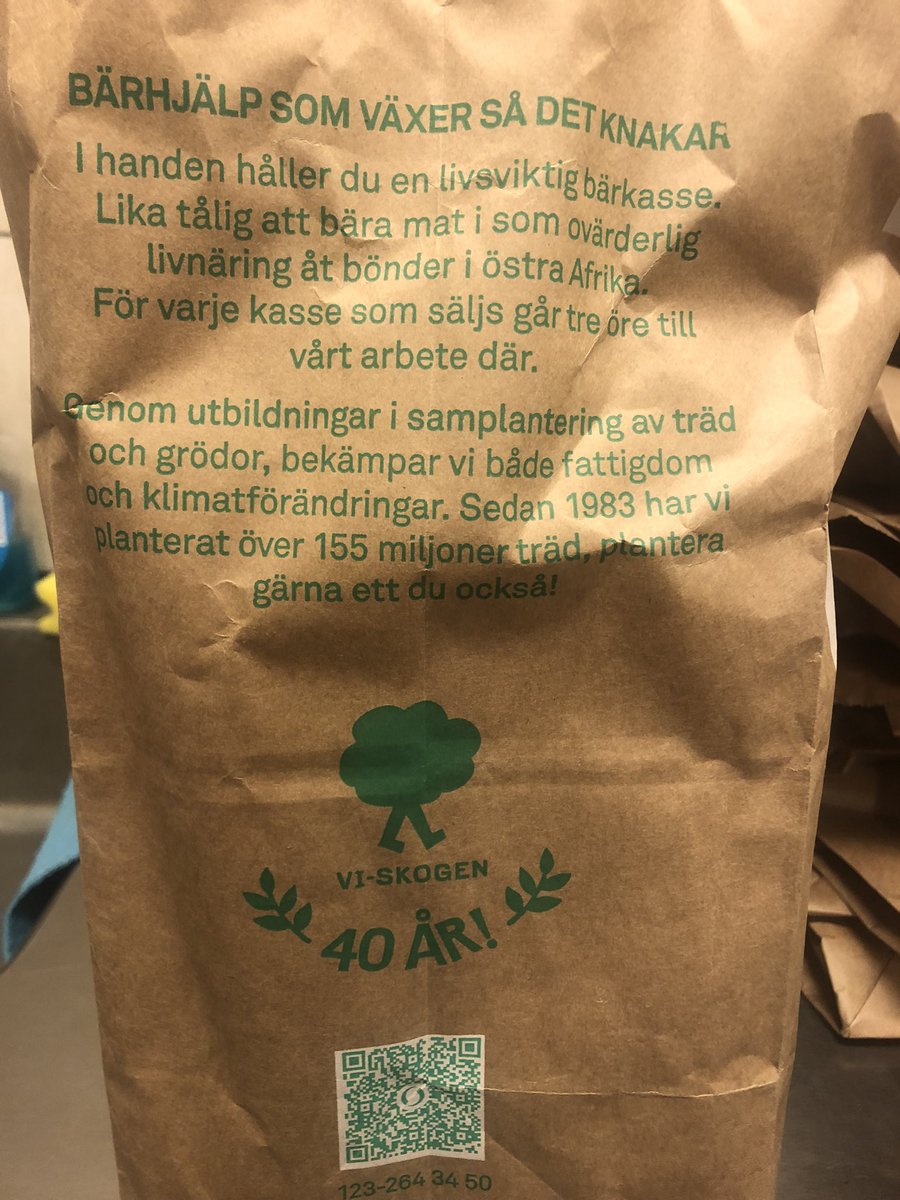 BÄRHJÄLP SOM VÄXER SÅ DET KNAKAR
I handen håller du en livsviktig bärkasse.
Lika tålig att bära mat i som ovärderlig
livnäring åt bönder i östra Afrika.
För varje kasse som säljs går tre öre till
vårt arbete där.
Genom utbildningar i samplantering av träd
och grödor, bekämpar vi både fattigdom
och klimatförändringar. Sedan 1983 har vi
planterat över 155 miljoner träd, plantera
gärna ett du också!
VI-SKOGEN
40 ÅR!
123-264 34 50